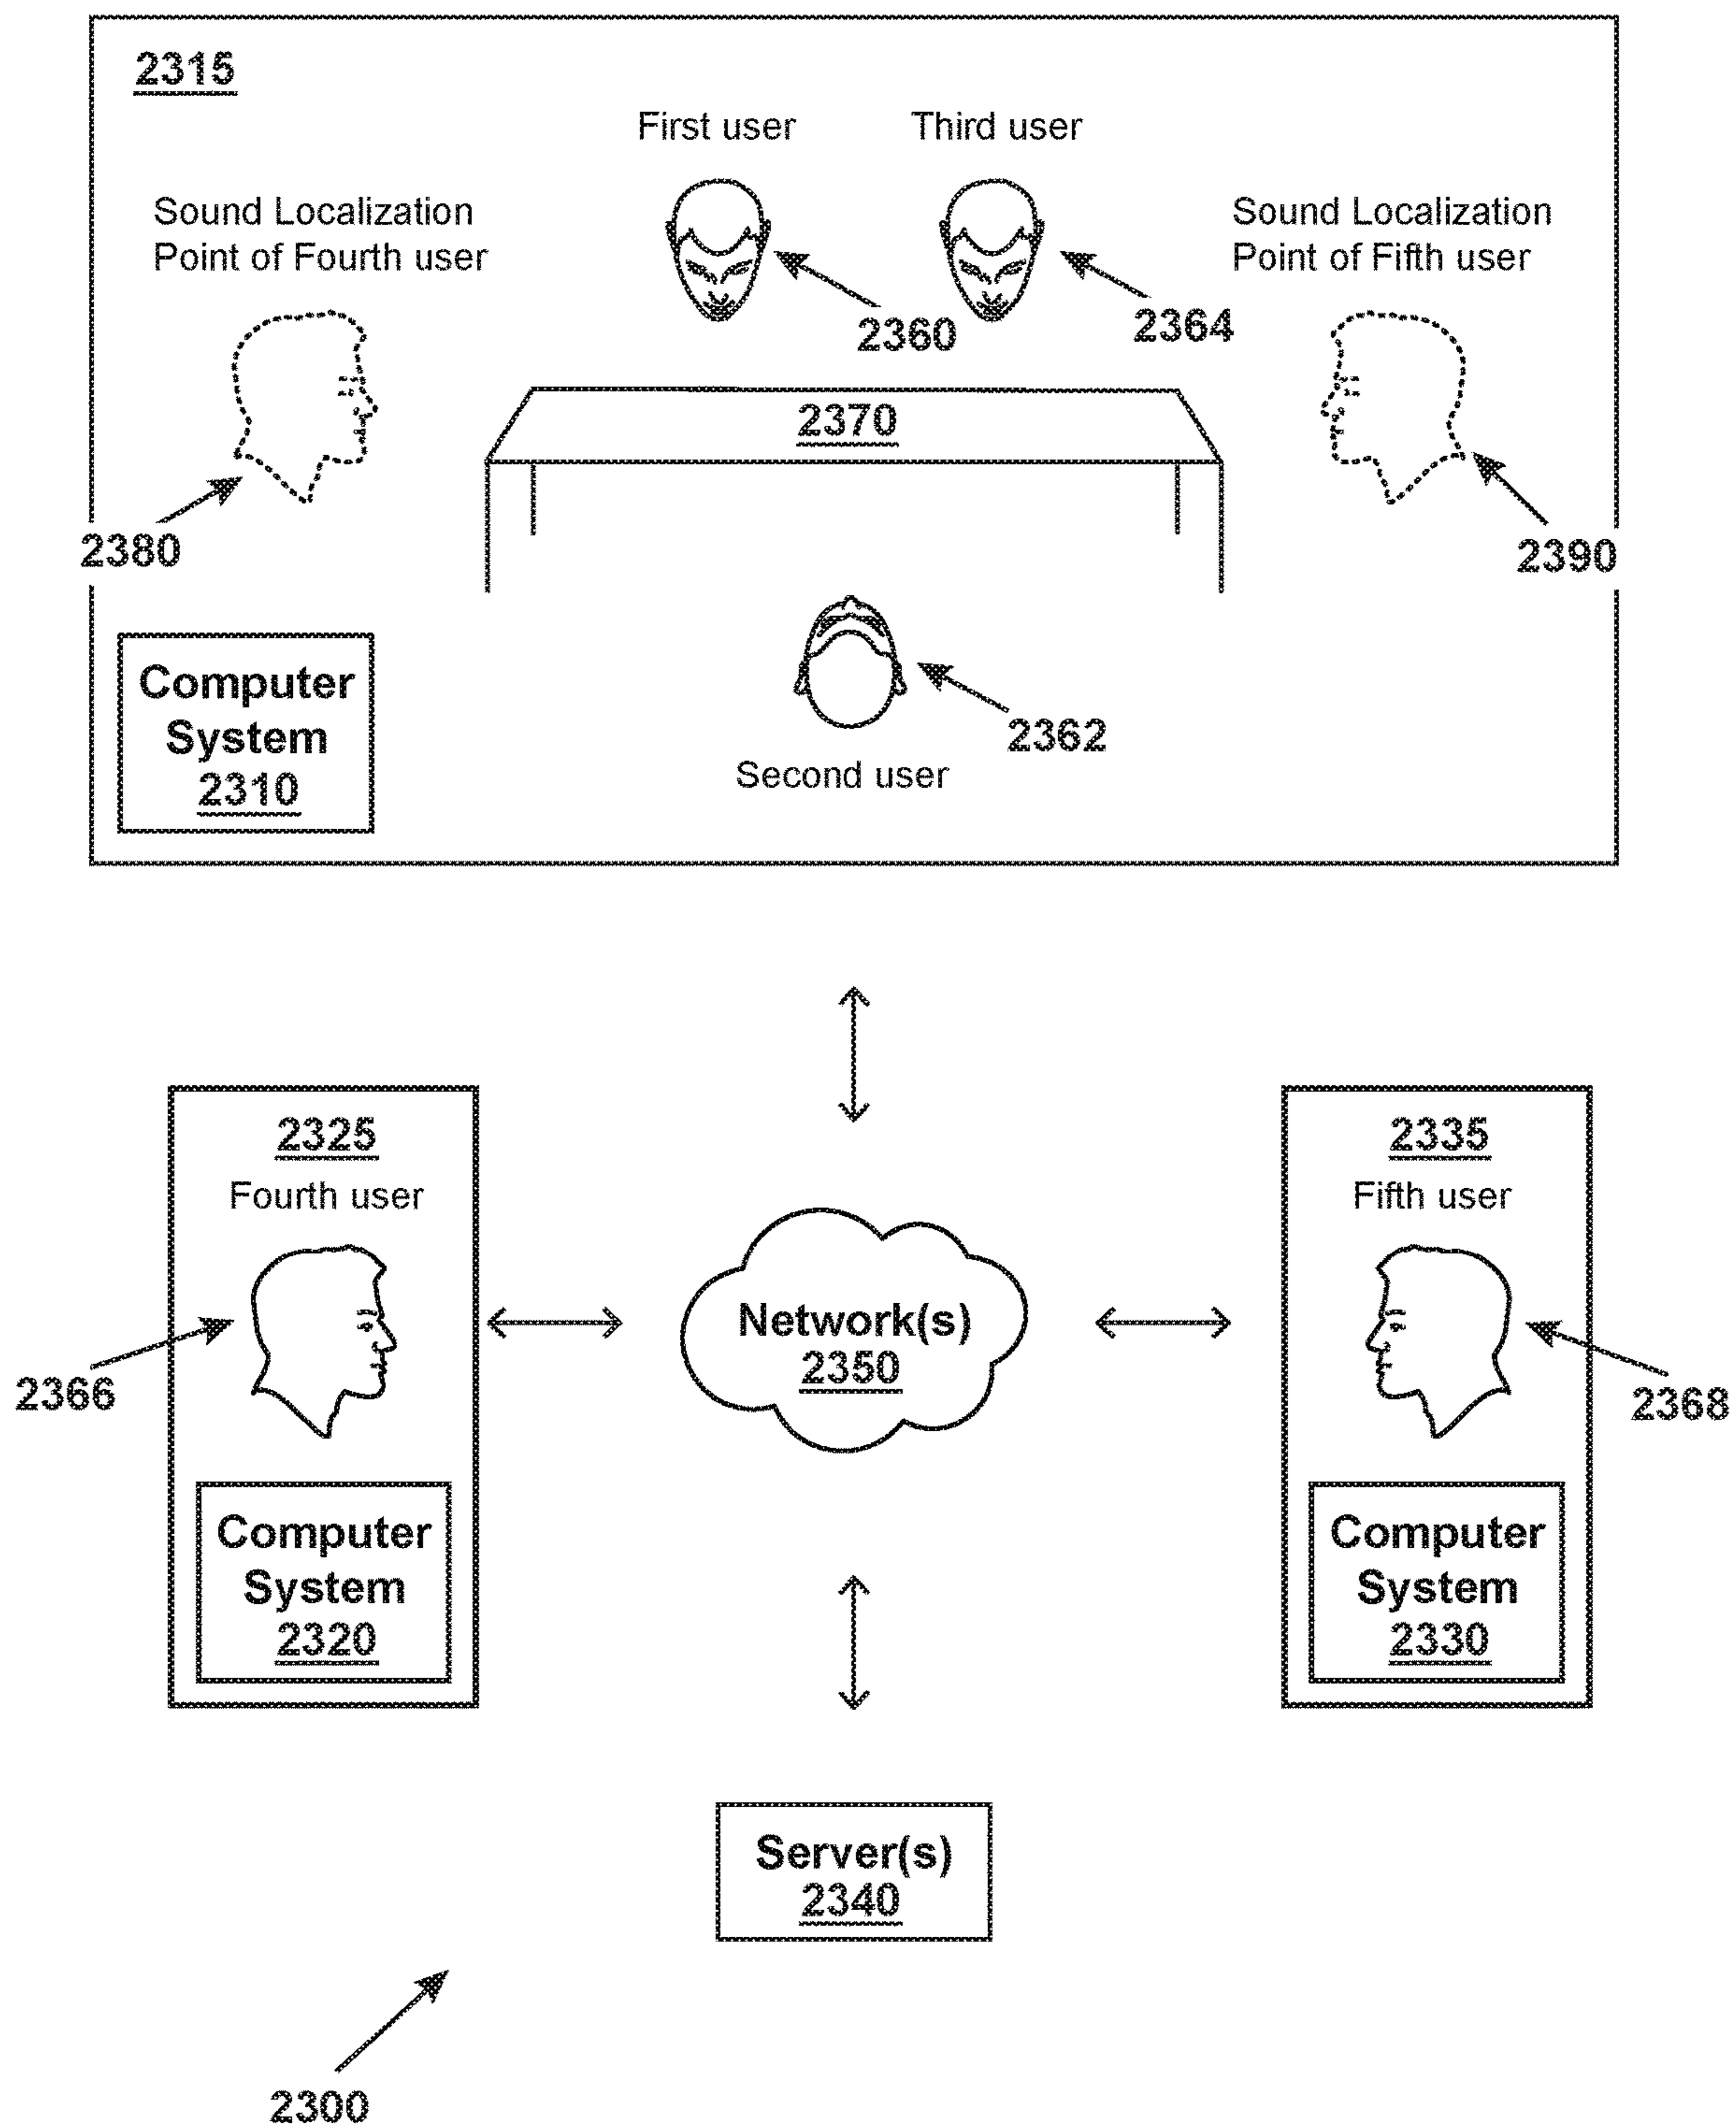 2315
First user
Third user
Sound Localization
Point of Fourth user
Sound Localization
Point of Fifth user
2360
2364
2370
2380
2390
Computer
System
2310
2362
Second user
2325
Fourth user
2335
Fifth user
Network(s)
2350
2366
2368
Computer
System
2320
Computer
System
2330
Server(s)
2340
2300